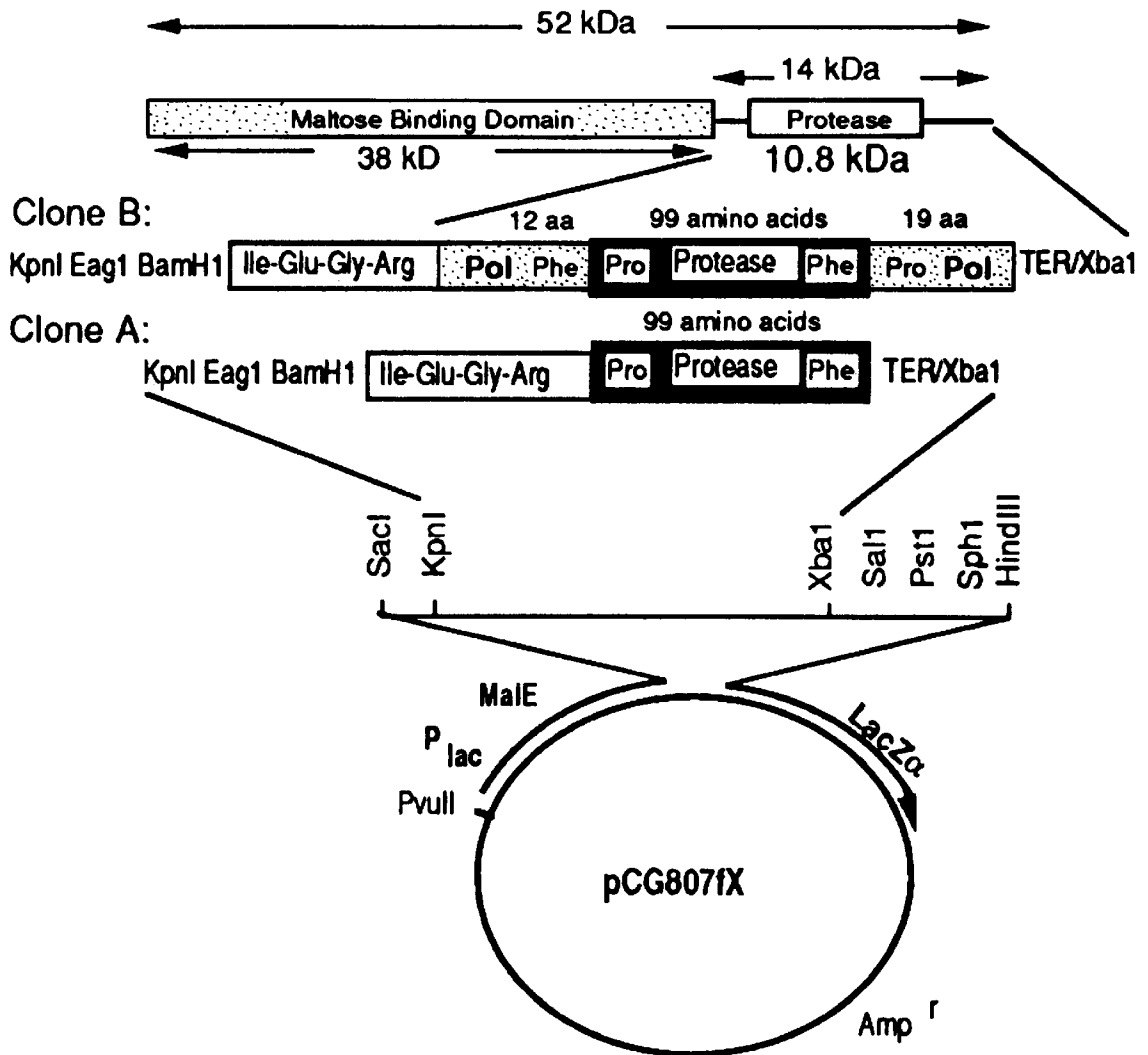 52 kDa
14 kDa
Maltose Binding Domain
Protease
38 kD
10.8 kDa
Clone B:
12 aa
99 amino acids
19 aa
KpnI Eag1 BamH1
Ile-Glu-Gly-Arg
Pol
Phe
Pro
Protease
Phe
Pro
Pol
TER/Xba1
Clone A:
99 amino acids
KpnI Eag1 BamH1
Ile-Glu-Gly-Arg
Pro
Protease
Phe
TER/Xba1
SacI
KpnI
Xba1
Sal1
Pst1
Sph1
HindIII
MalE
P lac
LacZα
PvuII
pCG807fX
Amp r